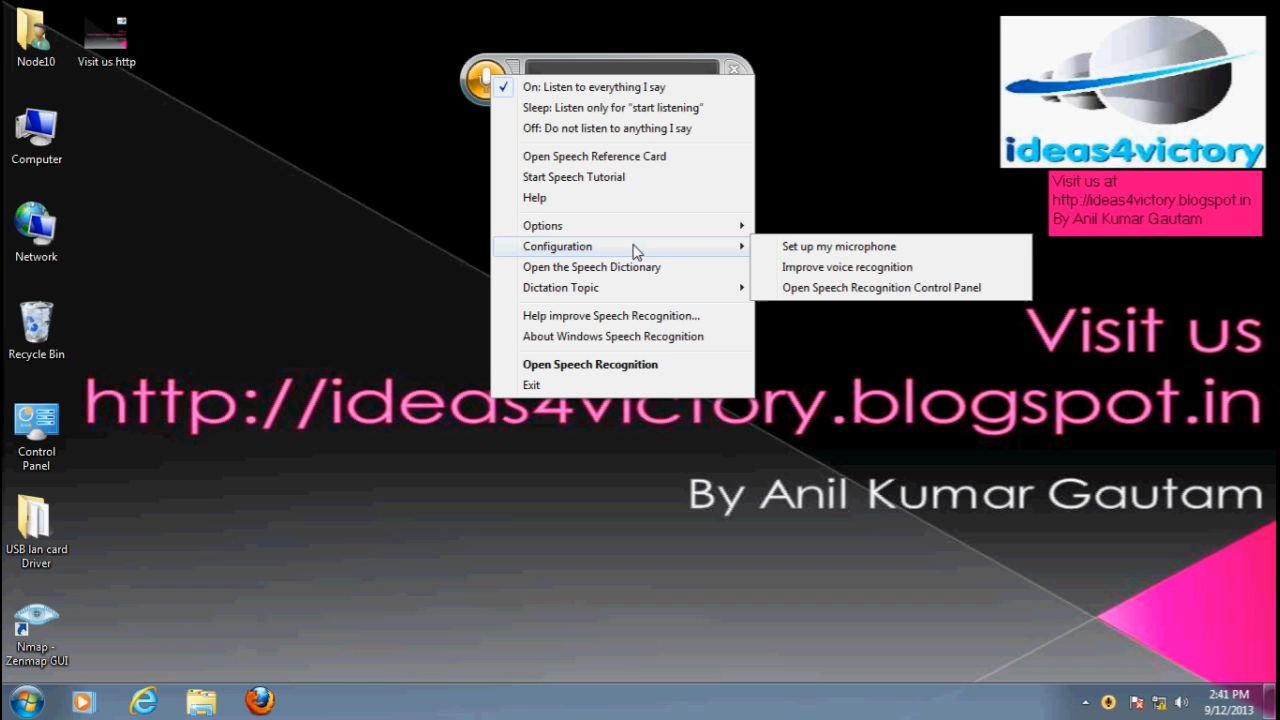 Node10
Visit us http
Computer
Network
Recycle Bin
Control
Panel
USB lan card
Driver
Nmap -
Zenmap GUI
On: Listen to everything I say
Sleep: Listen only for "start listening"
Off: Do not listen to anything I say
Open Speech Reference Card
Start Speech Tutorial
Help
Options
Configuration
Open the Speech Dictionary
Dictation Topic
Help improve Speech Recognition...
About Windows Speech Recognition
Open Speech Recognition
Exit
Set up my microphone
Improve voice recognition
Open Speech Recognition Control Panel
ideas4victory
Visit us at
http://ideas4victory.blogspot.in
By Anil Kumar Gautam
Visit us
http://ideas4victory.blogspot.in
By Anil Kumar Gautam
2:41 PM
9/12/2013